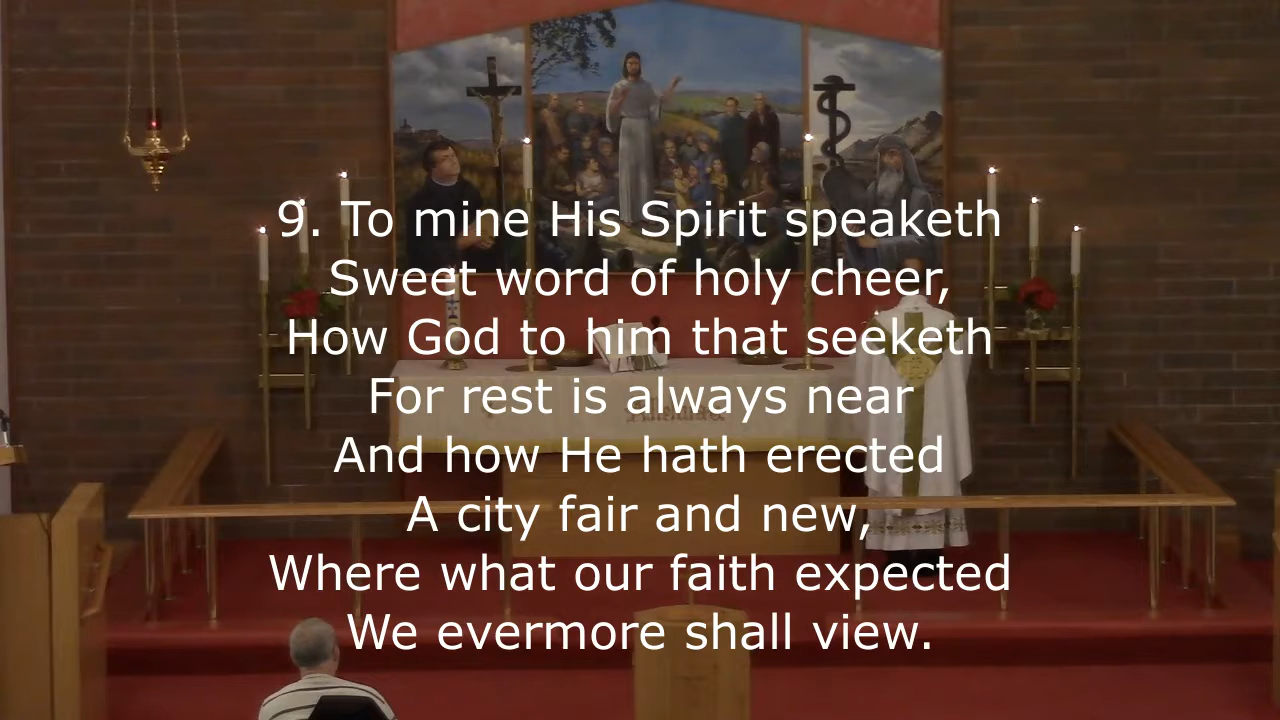 9. To mine His Spirit speaketh
Sweet word of holy cheer,
How God to him that seeketh
For rest is always near
And how He hath erected
A city fair and new,
Where what our faith expected
We evermore shall view.